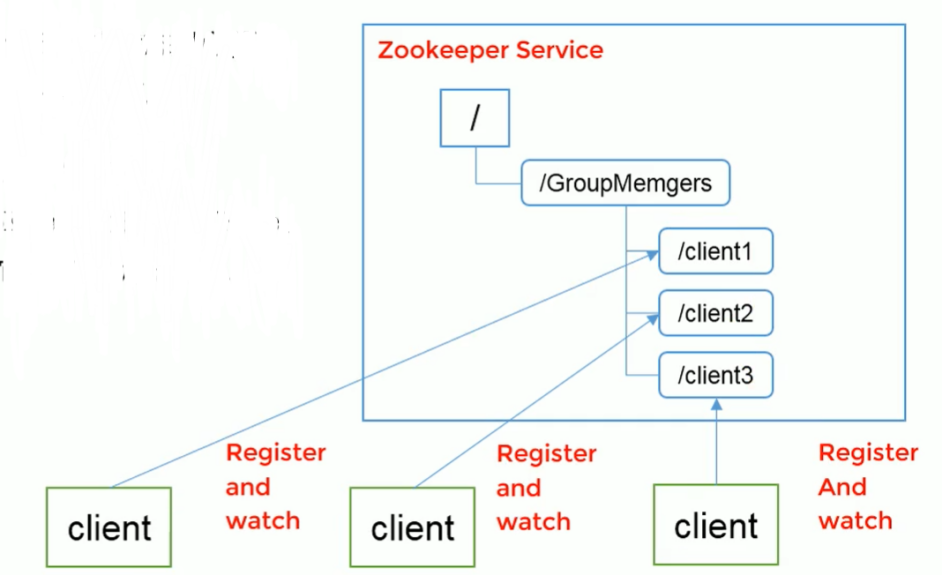 Zookeeper Service
/
/GroupMemgers
/client1
/client2
/client3
Register
and
watch
Register
and
watch
Register
And
watch
client
client
client